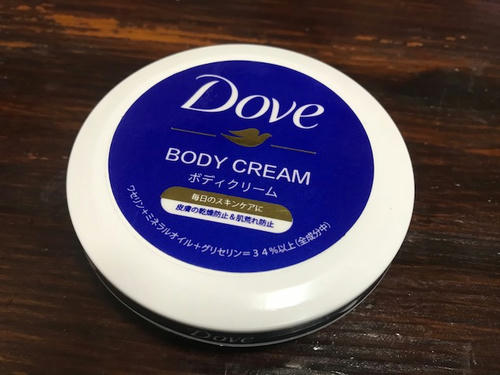 Dove
BODY CREAM
ボディクリーム
毎日のスキンケアに
皮膚の乾燥防止&肌荒れ防止
ワセリン+ミネラルオイル+グリセリン=34%以上(全成分中)
Dove